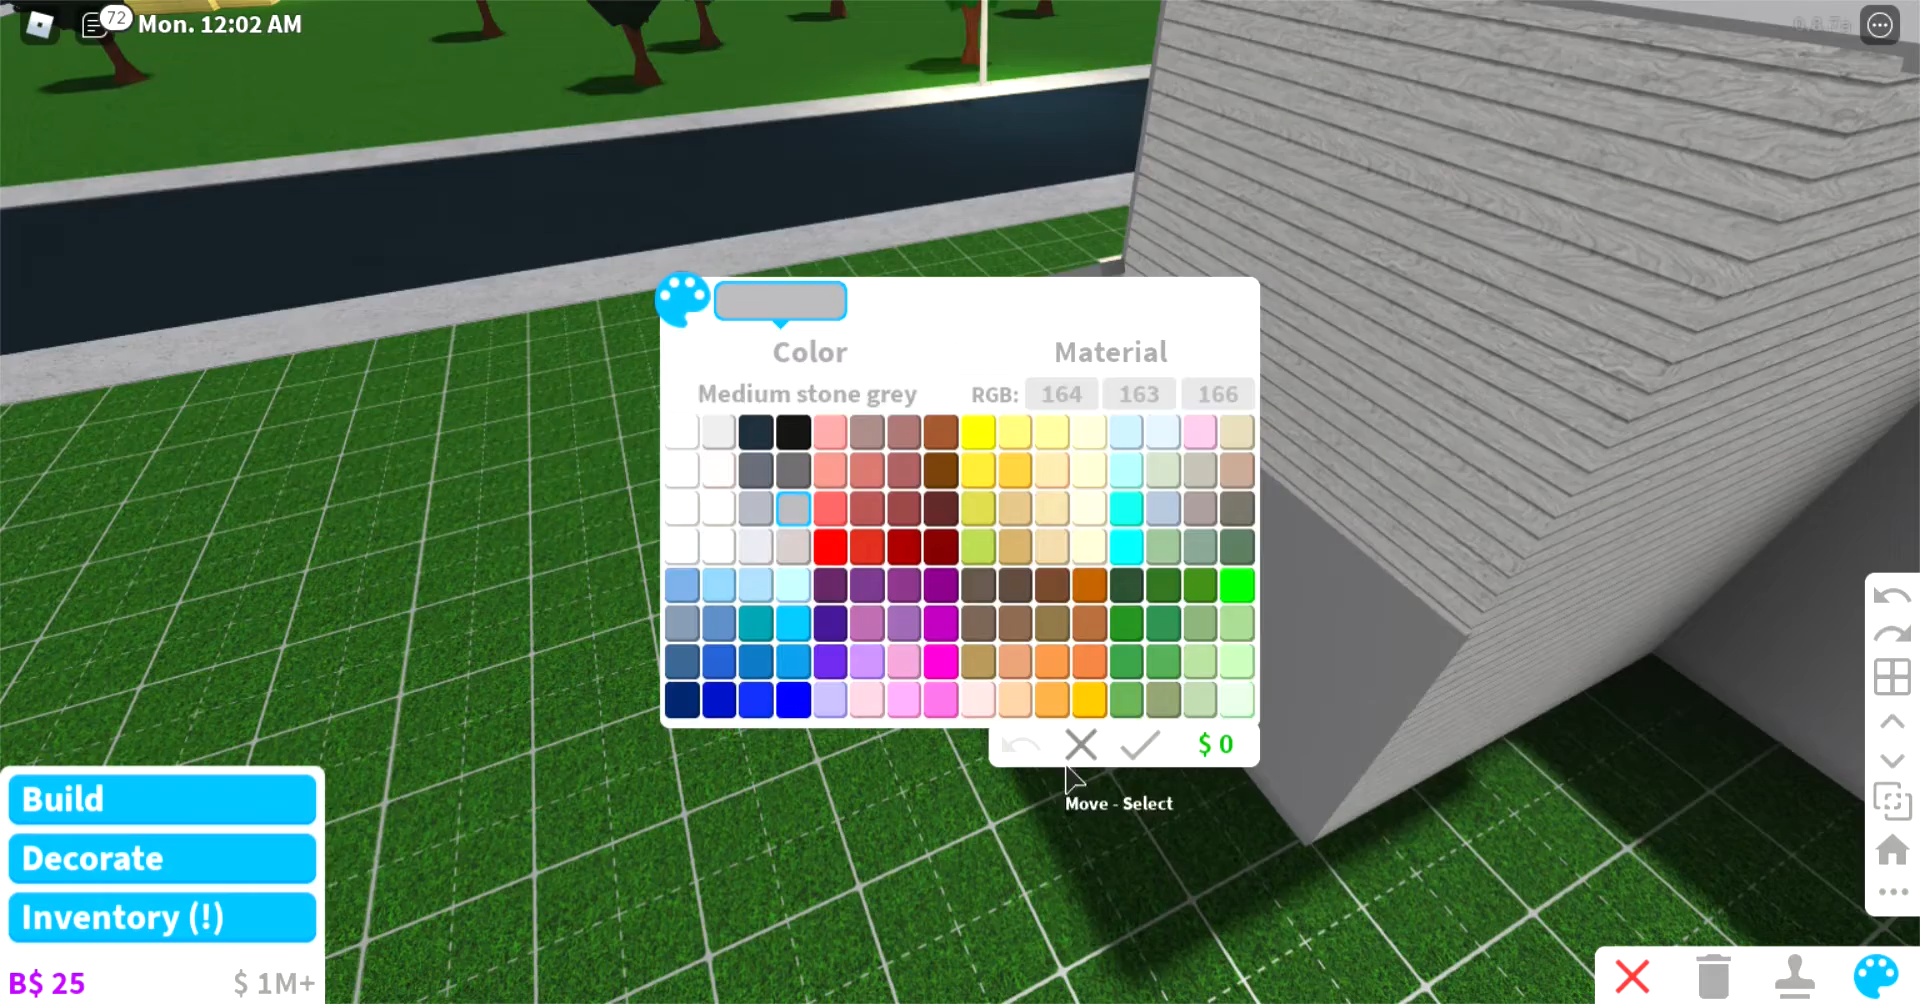 72
Mon. 12:02 AM
Color
Material
Medium stone grey
RGB: 164 163 166
$ 0
Move - Select
Build
Decorate
Inventory (!)
B$ 25
$ 1M+